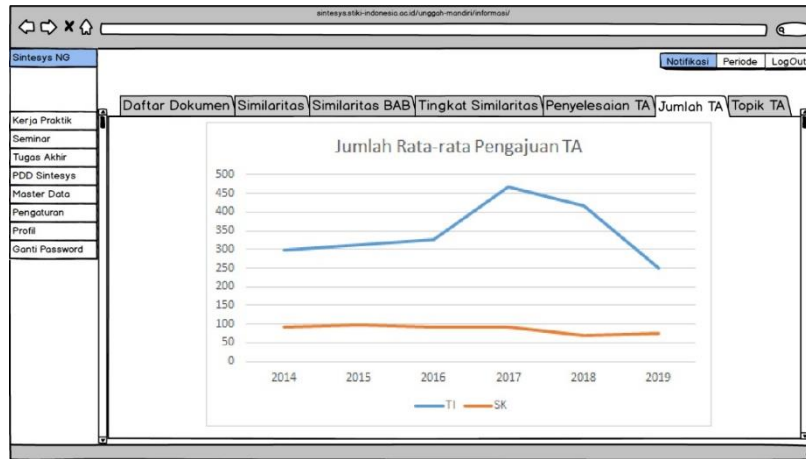 sintesys.stiki-indonesia.ac.id/unggah-mandiri/informasi/
Sintesys NG
Notifikasi Periode LogOut
Daftar Dokumen Similaritas Similaritas BAB Tingkat Similaritas Penyelesaian TA Jumlah TA Topik TA
Kerja Praktik
Seminar
Tugas Akhir
PDD Sintesys
Master Data
Pengaturan
Profil
Ganti Password
Jumlah Rata-rata Pengajuan TA
500
450
400
350
300
250
200
150
100
50
0
2014 2015 2016 2017 2018 2019
TI SK